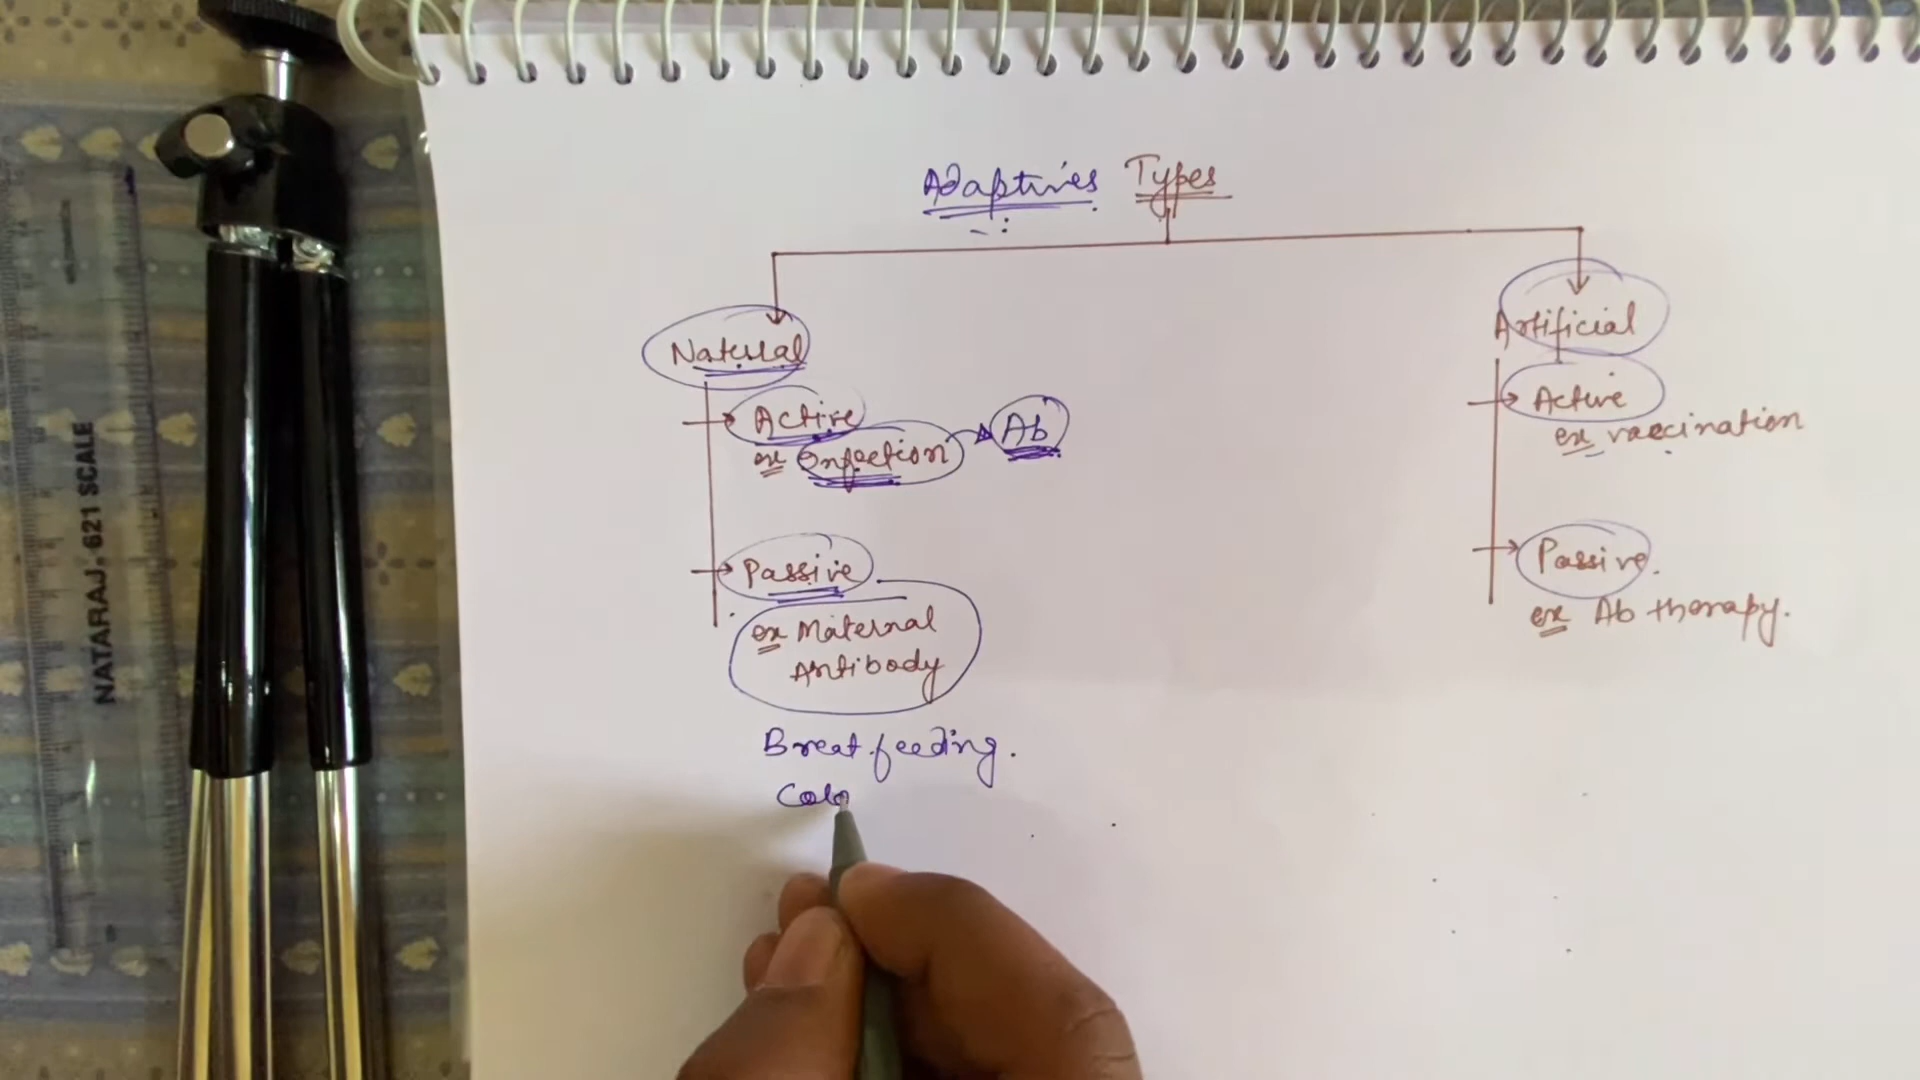 Adaptives Types
Natural
Active
ex Infection → Ab
Passive
ex Maternal
Antibody
Breat feeding.
Colo
Artificial
Active
ex vaccination
Passive.
ex Ab therapy.
NATARAJ. 621 SCALE